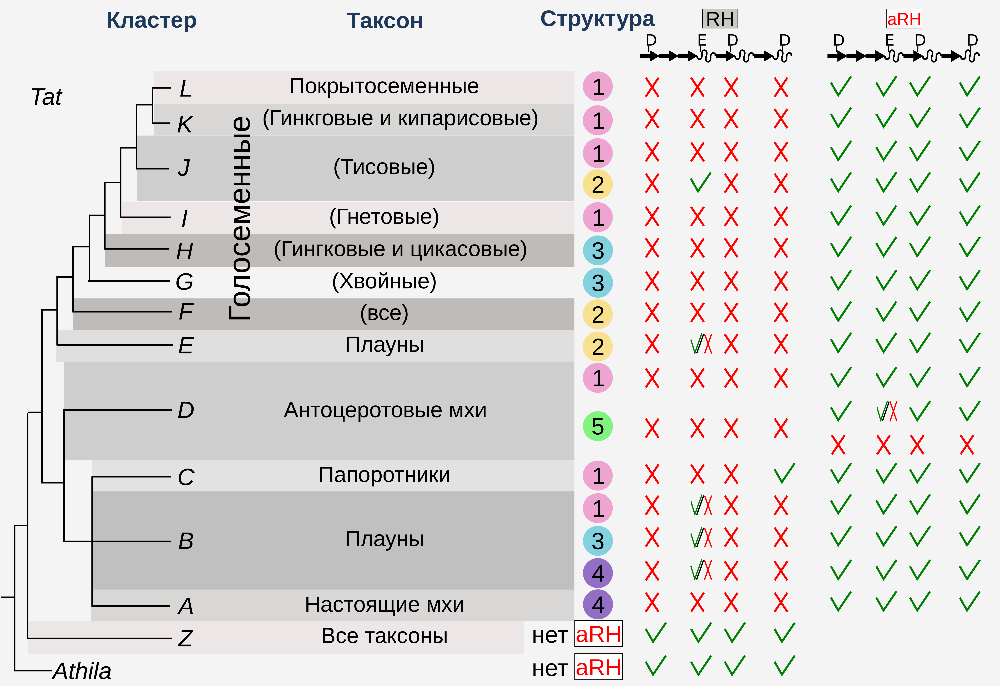 Кластер Таксон Структура RH aRH
D E D D D E D D
Tat
L Покрытосеменные 1
K (Гинкговые и кипарисовые) 1
Голосеменные
J (Тисовые) 1
2
I (Гнетовые) 1
H (Гингковые и цикасовые) 3
G (Хвойные) 3
F (все) 2
E Плауны 2
1
D Антоцеротовые мхи
5
C Папоротники 1
1
B Плауны 3
4
A Настоящие мхи 4
Z Все таксоны нет aRH
Athila нет aRH